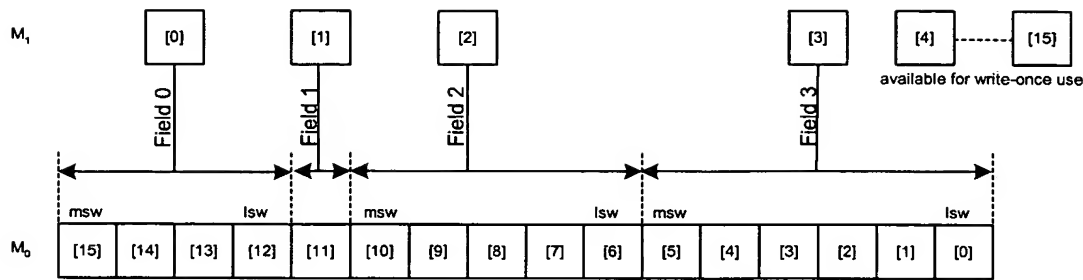 M₁ [0] [1] [2] [3] [4] [15]
available for write-once use
Field 0 Field 1 Field 2 Field 3
msw lsw msw lsw msw lsw
M₀ [15] [14] [13] [12] [11] [10] [9] [8] [7] [6] [5] [4] [3] [2] [1] [0]